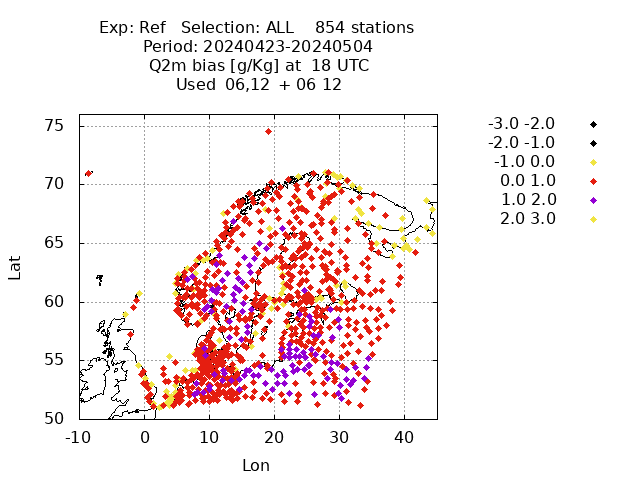 Exp: Ref   Selection: ALL    854 stations
Period: 20240423-20240504
Q2m bias [g/Kg] at  18 UTC
Used  06,12  + 06 12
-3.0 -2.0
-2.0 -1.0
-1.0 0.0
0.0 1.0
1.0 2.0
2.0 3.0
75
70
65
60
55
50
Lat
-10 0 10 20 30 40
Lon